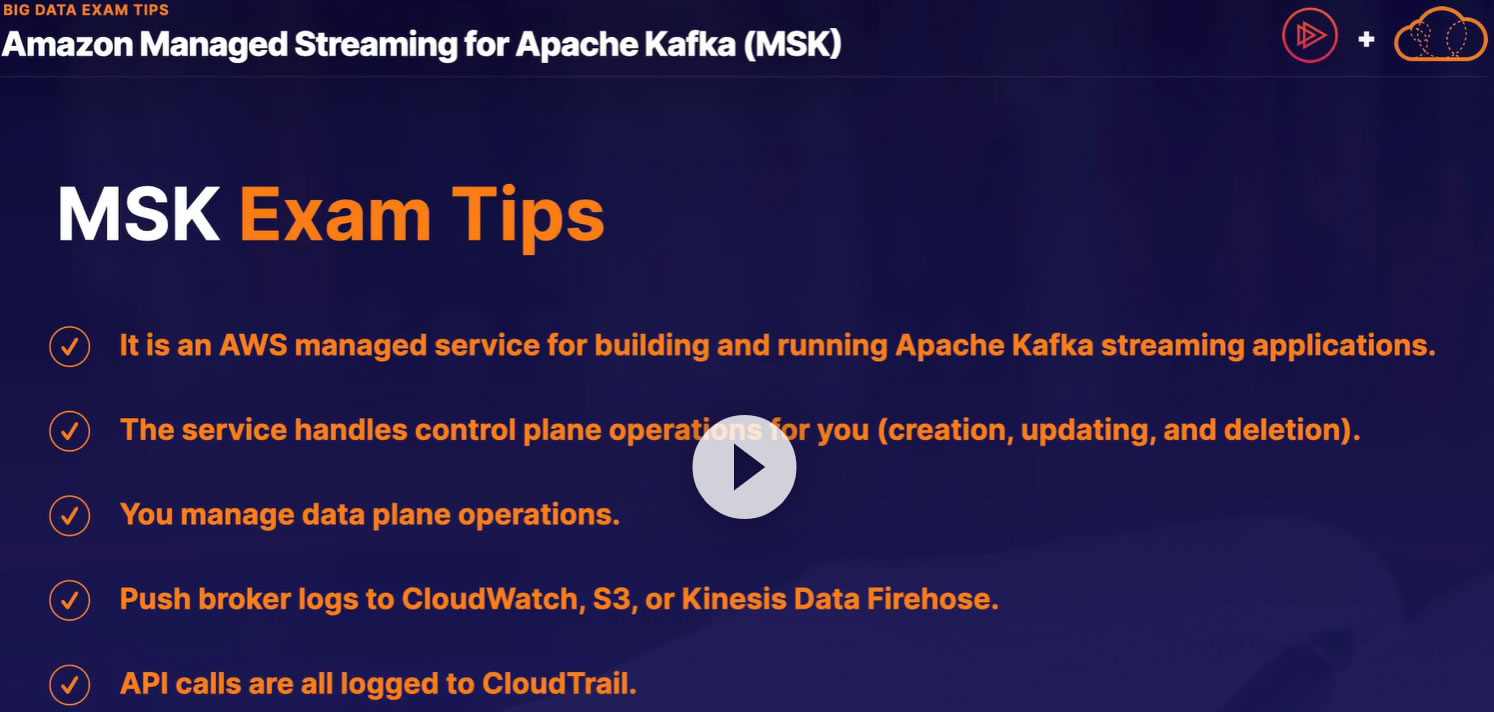 BIG DATA EXAM TIPS
Amazon Managed Streaming for Apache Kafka (MSK)
MSK Exam Tips
It is an AWS managed service for building and running Apache Kafka streaming applications.
The service handles control plane operations for you (creation, updating, and deletion).
You manage data plane operations.
Push broker logs to CloudWatch, S3, or Kinesis Data Firehose.
API calls are all logged to CloudTrail.